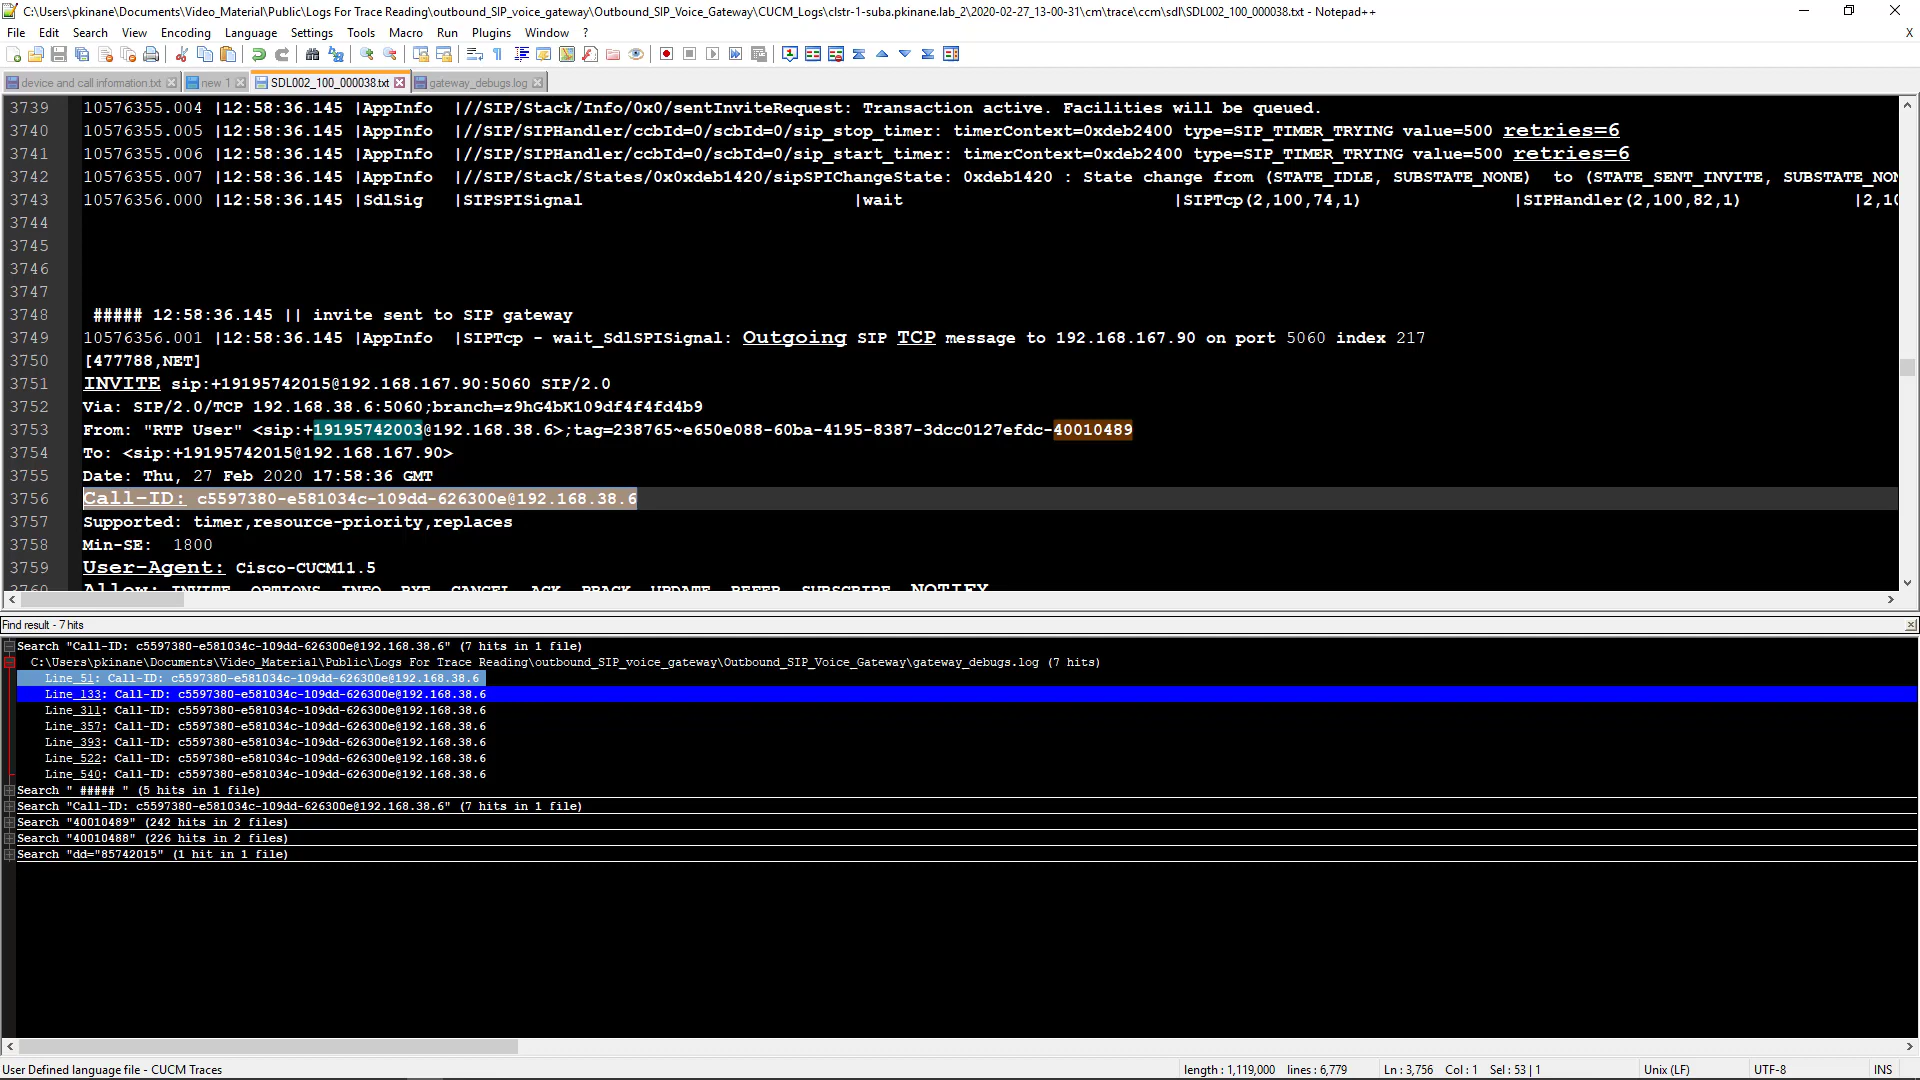 C:\Users\pkinane\Documents\Video_Material\Public\Logs For Trace Reading\outbound_SIP_voice_gateway\Outbound_SIP_Voice_Gateway\CUCM_Logs\clstr-1-suba.pkinane.lab_2\2020-02-27_13-00-31\cm\trace\ccm\sdl\SDL002_100_000038.txt - Notepad++
File Edit Search View Encoding Language Settings Tools Macro Run Plugins Window ? X
device and call information.txt new 1 SDL002_100_000038.txt gateway_debugs.log
3739 10576355.004 |12:58:36.145 |AppInfo |//SIP/Stack/Info/0x0/sentInviteRequest: Transaction active. Facilities will be queued.
3740 10576355.005 |12:58:36.145 |AppInfo |//SIP/SIPHandler/ccbId=0/scbId=0/sip_stop_timer: timerContext=0xdeb2400 type=SIP_TIMER_TRYING value=500 retries=6
3741 10576355.006 |12:58:36.145 |AppInfo |//SIP/SIPHandler/ccbId=0/scbId=0/sip_start_timer: timerContext=0xdeb2400 type=SIP_TIMER_TRYING value=500 retries=6
3742 10576355.007 |12:58:36.145 |AppInfo |//SIP/Stack/States/0x0xdeb1420/sipSPIChangeState: 0xdeb1420 : State change from (STATE_IDLE, SUBSTATE_NONE) to (STATE_SENT_INVITE, SUBSTATE_NON
3743 10576356.000 |12:58:36.145 |SdlSig |SIPSPISignal |wait |SIPTcp(2,100,74,1) |SIPHandler(2,100,82,1) |2,10
3744
3745
3746
3747
3748 ##### 12:58:36.145 || invite sent to SIP gateway
3749 10576356.001 |12:58:36.145 |AppInfo |SIPTcp - wait_SdlSPISignal: Outgoing SIP TCP message to 192.168.167.90 on port 5060 index 217
3750 [477788,NET]
3751 INVITE sip:+19195742015@192.168.167.90:5060 SIP/2.0
3752 Via: SIP/2.0/TCP 192.168.38.6:5060;branch=z9hG4bK109df4f4fd4b9
3753 From: "RTP User" <sip:+19195742003@192.168.38.6>;tag=238765~e650e088-60ba-4195-8387-3dcc0127efdc-40010489
3754 To: <sip:+19195742015@192.168.167.90>
3755 Date: Thu, 27 Feb 2020 17:58:36 GMT
3756 Call-ID: c5597380-e581034c-109dd-626300e@192.168.38.6
3757 Supported: timer,resource-priority,replaces
3758 Min-SE: 1800
3759 User-Agent: Cisco-CUCM11.5
3760 Allow: INVITE, OPTIONS, INFO, BYE, CANCEL, ACK, PRACK, UPDATE, REFER, SUBSCRIBE, NOTIFY
Find result - 7 hits
Search "Call-ID: c5597380-e581034c-109dd-626300e@192.168.38.6" (7 hits in 1 file)
C:\Users\pkinane\Documents\Video_Material\Public\Logs For Trace Reading\outbound_SIP_voice_gateway\Outbound_SIP_Voice_Gateway\gateway_debugs.log (7 hits)
Line 51: Call-ID: c5597380-e581034c-109dd-626300e@192.168.38.6
Line 133: Call-ID: c5597380-e581034c-109dd-626300e@192.168.38.6
Line 311: Call-ID: c5597380-e581034c-109dd-626300e@192.168.38.6
Line 357: Call-ID: c5597380-e581034c-109dd-626300e@192.168.38.6
Line 393: Call-ID: c5597380-e581034c-109dd-626300e@192.168.38.6
Line 522: Call-ID: c5597380-e581034c-109dd-626300e@192.168.38.6
Line 540: Call-ID: c5597380-e581034c-109dd-626300e@192.168.38.6
Search " ##### " (5 hits in 1 file)
Search "Call-ID: c5597380-e581034c-109dd-626300e@192.168.38.6" (7 hits in 1 file)
Search "40010489" (242 hits in 2 files)
Search "40010488" (226 hits in 2 files)
Search "dd="85742015" (1 hit in 1 file)
User Defined language file - CUCM Traces length : 1,119,000 lines : 6,779 Ln : 3,756 Col : 1 Sel : 53 | 1 Unix (LF) UTF-8 INS